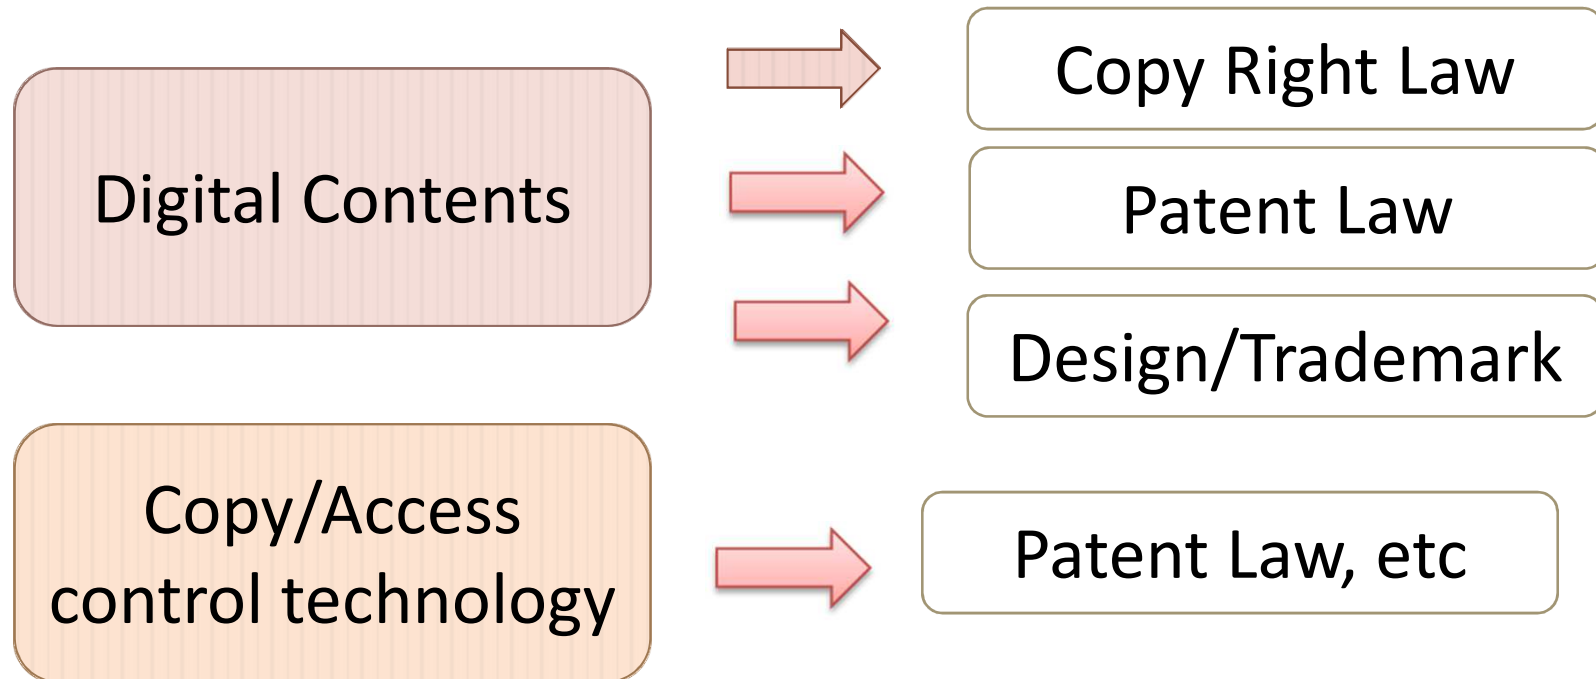 Digital Contents
Copy Right Law
Patent Law
Design/Trademark
Copy/Access
control technology
Patent Law, etc